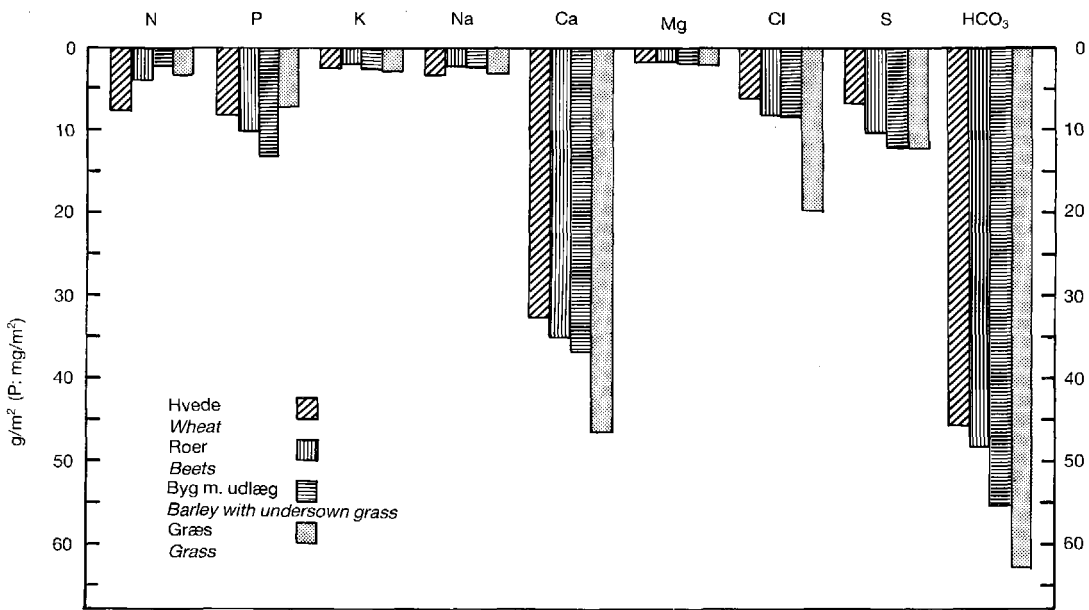 N P K Na Ca Mg Cl S HCO₃
0 0
10 10
20 20
30 30
40 40
50 50
60 60
g/m² (P: mg/m²)
Hvede
Wheat
Roer
Beets
Byg m. udlæg
Barley with undersown grass
Græs
Grass